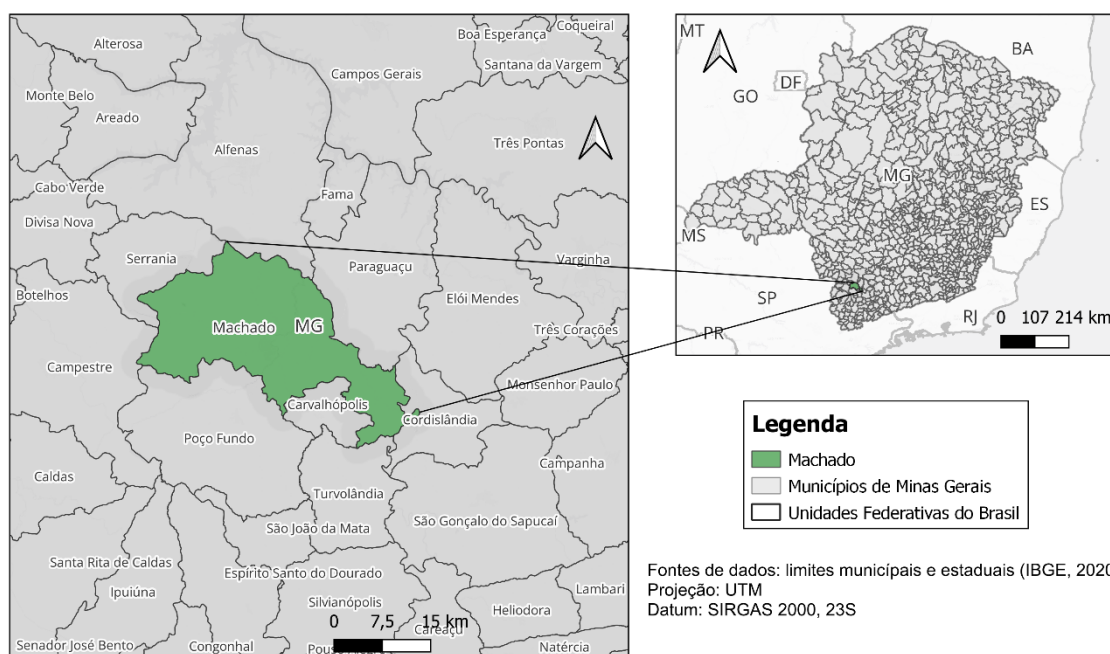 Alterosa
Boa Esperança
Coqueiral
Santana da Vargem
Campos Gerais
Monte Belo
Areado
Três Pontas
Alfenas
Cabo Verde
Fama
Divisa Nova
Serrania
Paraguaçu
Varginha
Botelhos
Elói Mendes
Machado
MG
Três Corações
Campestre
Monsenhor Paulo
Carvalhópolis
Cordislândia
Poço Fundo
Caldas
Campanha
Turvolândia
São Gonçalo do Sapucaí
São João da Mata
Santa Rita de Caldas
Espírito Santo do Dourado
Ipuiúna
Lambari
Silvianópolis
Heliodora
0 7,5 15 km
Careaçu
Senador José Bento
Congonhal
Natércia
MT
BA
DF
GO
MG
ES
MS
SP
RJ
PR
0 107 214 km
Legenda
Machado
Municípios de Minas Gerais
Unidades Federativas do Brasil
Fontes de dados: limites municípais e estaduais (IBGE, 2020
Projeção: UTM
Datum: SIRGAS 2000, 23S